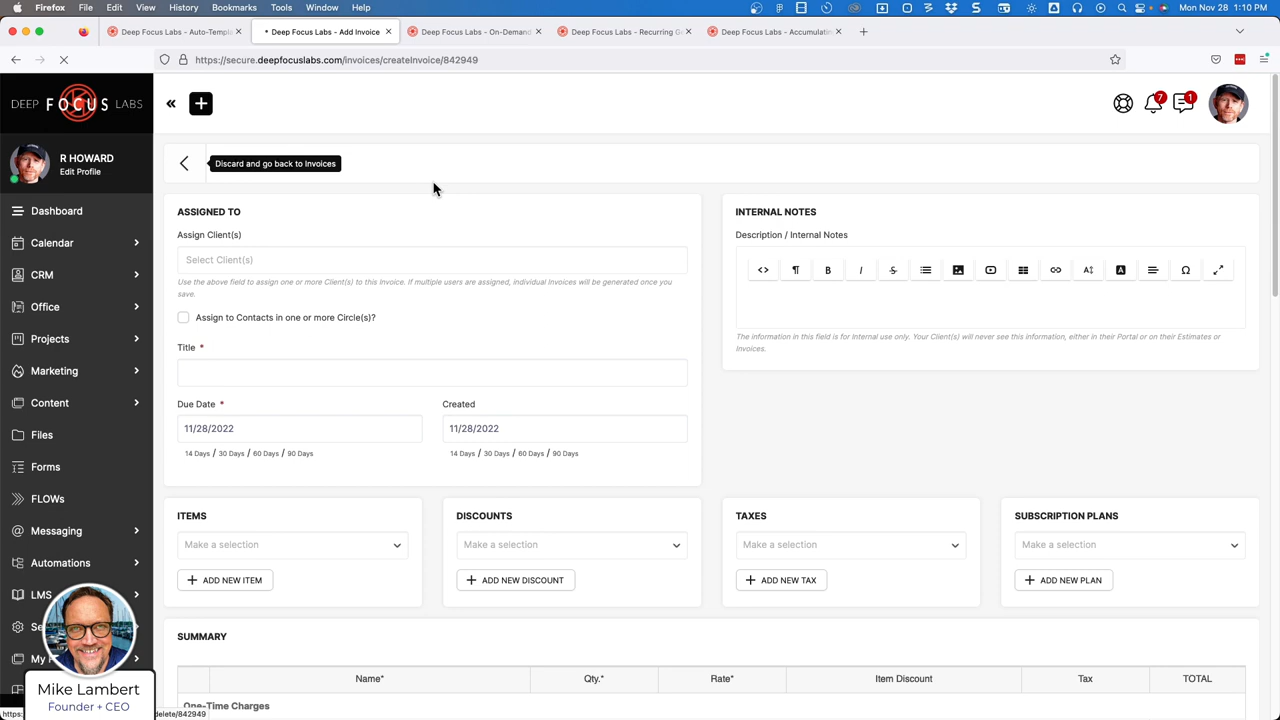 Firefox File Edit View History Bookmarks Tools Window Help Mon Nov 28 1:10 PM
Deep Focus Labs - Auto-Templ
Deep Focus Labs - Add Invoice
Deep Focus Labs - On-Demand
Deep Focus Labs - Recurring G
Deep Focus Labs - Accumulatin
https://secure.deepfocuslabs.com/invoices/createInvoice/842949
DEEP FOCUS LABS
7
1
R HOWARD
Edit Profile
Discard and go back to Invoices
Dashboard
Calendar
CRM
Office
Projects
Marketing
Content
Files
Forms
FLOWs
Messaging
Automations
LMS
Se
My F
Mike Lambert
Founder + CEO
https:
delete/842949
ASSIGNED TO
Assign Client(s)
Select Client(s)
Use the above field to assign one or more Client(s) to this Invoice. If multiple users are assigned, individual Invoices will be generated once you
save.
Assign to Contacts in one or more Circle(s)?
Title *
Due Date *
Created
11/28/2022
11/28/2022
14 Days / 30 Days / 60 Days / 90 Days
14 Days / 30 Days / 60 Days / 90 Days
INTERNAL NOTES
Description / Internal Notes
The information in this field is for Internal use only. Your Client(s) will never see this information, either in their Portal or on their Estimates or
Invoices.
ITEMS
Make a selection
ADD NEW ITEM
DISCOUNTS
Make a selection
ADD NEW DISCOUNT
TAXES
Make a selection
ADD NEW TAX
SUBSCRIPTION PLANS
Make a selection
ADD NEW PLAN
SUMMARY
Name* Qty.* Rate* Item Discount Tax TOTAL
One-Time Charges